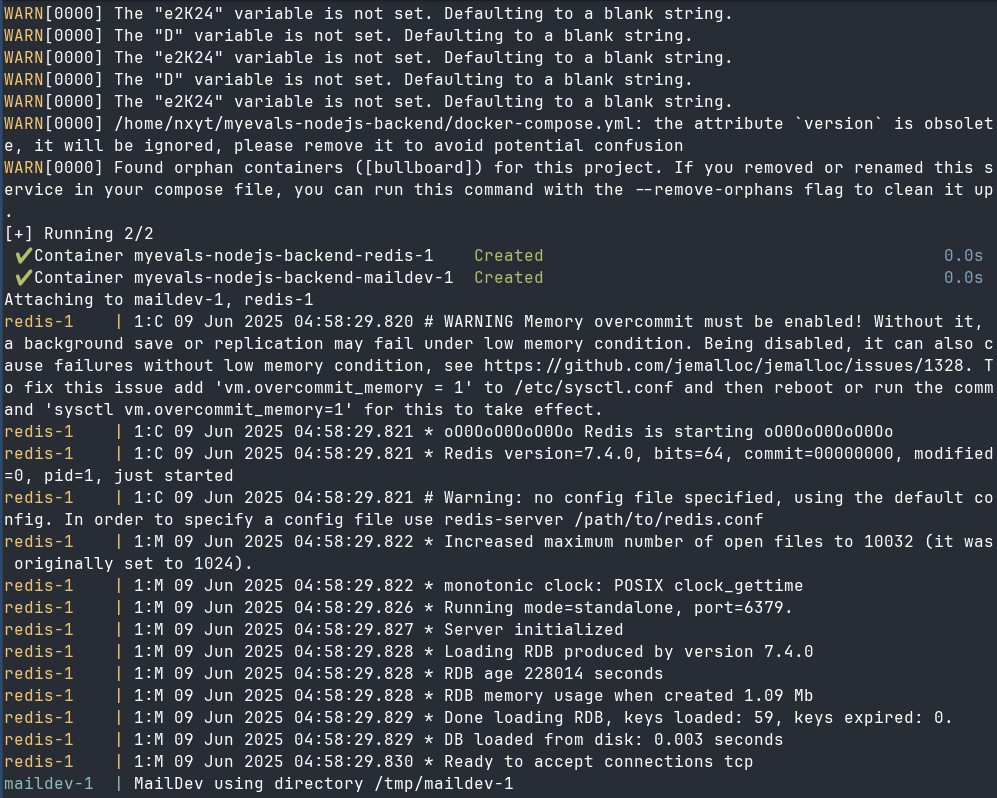 WARN[0000] The "e2K24" variable is not set. Defaulting to a blank string.
WARN[0000] The "D" variable is not set. Defaulting to a blank string.
WARN[0000] The "e2K24" variable is not set. Defaulting to a blank string.
WARN[0000] The "D" variable is not set. Defaulting to a blank string.
WARN[0000] The "e2K24" variable is not set. Defaulting to a blank string.
WARN[0000] /home/nxyt/myevals-nodejs-backend/docker-compose.yml: the attribute `version` is obsolet
e, it will be ignored, please remove it to avoid potential confusion
WARN[0000] Found orphan containers ([bullboard]) for this project. If you removed or renamed this s
ervice in your compose file, you can run this command with the --remove-orphans flag to clean it up
.
[+] Running 2/2
✔Container myevals-nodejs-backend-redis-1    Created    0.0s
✔Container myevals-nodejs-backend-maildev-1  Created    0.0s
Attaching to maildev-1, redis-1
redis-1    | 1:C 09 Jun 2025 04:58:29.820 # WARNING Memory overcommit must be enabled! Without it,
a background save or replication may fail under low memory condition. Being disabled, it can also c
ause failures without low memory condition, see https://github.com/jemalloc/jemalloc/issues/1328. T
o fix this issue add 'vm.overcommit_memory = 1' to /etc/sysctl.conf and then reboot or run the comm
and 'sysctl vm.overcommit_memory=1' for this to take effect.
redis-1    | 1:C 09 Jun 2025 04:58:29.821 * oO0OoO0OoO0Oo Redis is starting oO0OoO0OoO0Oo
redis-1    | 1:C 09 Jun 2025 04:58:29.821 * Redis version=7.4.0, bits=64, commit=00000000, modified
=0, pid=1, just started
redis-1    | 1:C 09 Jun 2025 04:58:29.821 # Warning: no config file specified, using the default co
nfig. In order to specify a config file use redis-server /path/to/redis.conf
redis-1    | 1:M 09 Jun 2025 04:58:29.822 * Increased maximum number of open files to 10032 (it was
 originally set to 1024).
redis-1    | 1:M 09 Jun 2025 04:58:29.822 * monotonic clock: POSIX clock_gettime
redis-1    | 1:M 09 Jun 2025 04:58:29.826 * Running mode=standalone, port=6379.
redis-1    | 1:M 09 Jun 2025 04:58:29.827 * Server initialized
redis-1    | 1:M 09 Jun 2025 04:58:29.828 * Loading RDB produced by version 7.4.0
redis-1    | 1:M 09 Jun 2025 04:58:29.828 * RDB age 228014 seconds
redis-1    | 1:M 09 Jun 2025 04:58:29.828 * RDB memory usage when created 1.09 Mb
redis-1    | 1:M 09 Jun 2025 04:58:29.829 * Done loading RDB, keys loaded: 59, keys expired: 0.
redis-1    | 1:M 09 Jun 2025 04:58:29.829 * DB loaded from disk: 0.003 seconds
redis-1    | 1:M 09 Jun 2025 04:58:29.830 * Ready to accept connections tcp
maildev-1  | MailDev using directory /tmp/maildev-1